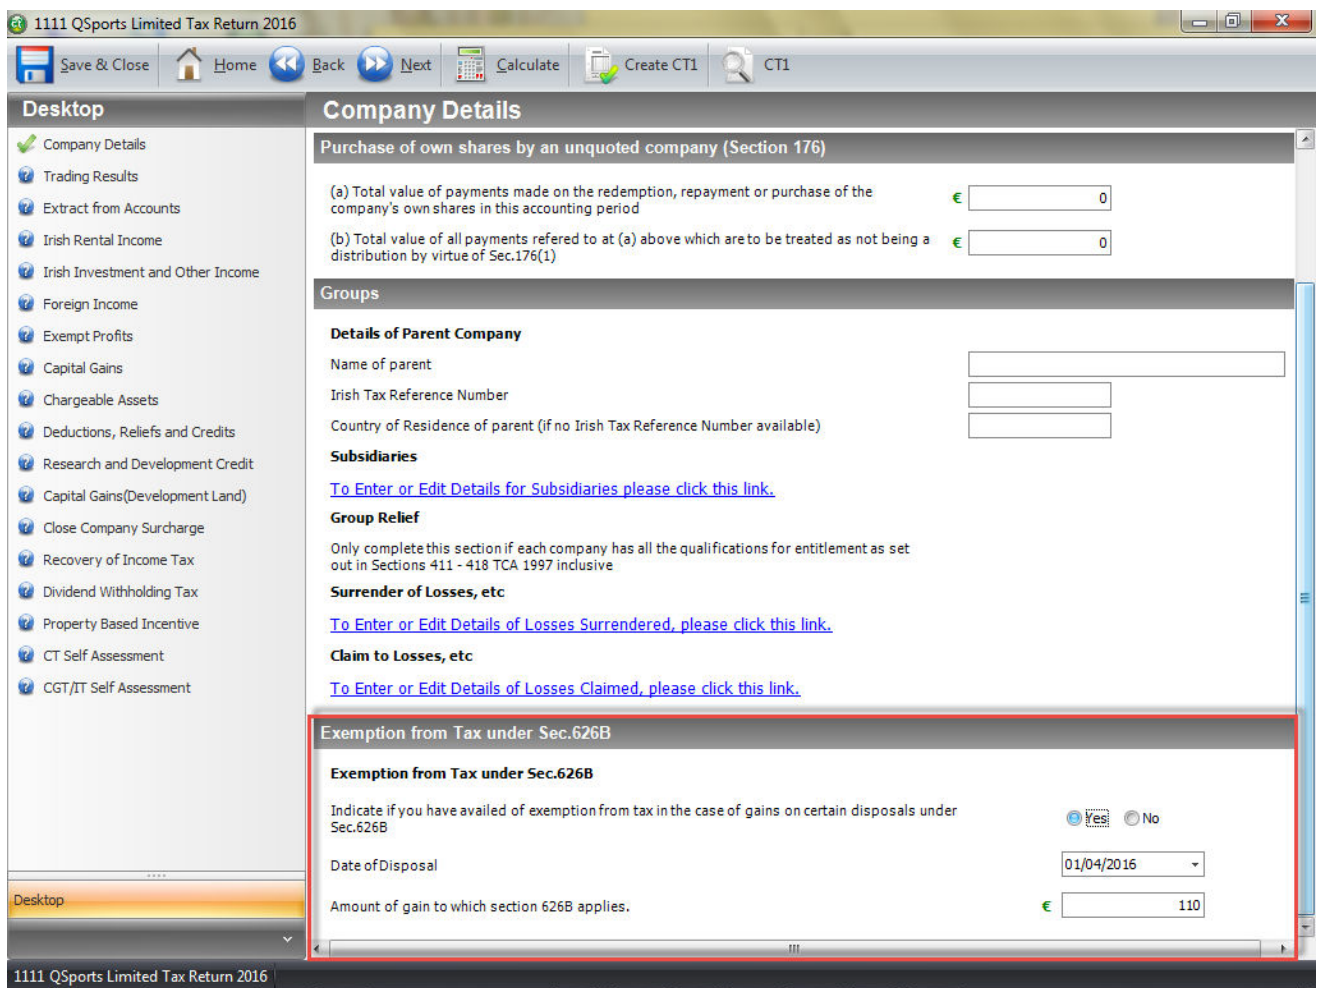 1111 QSports Limited Tax Return 2016
Save & Close Home Back Next Calculate Create CT1 CT1
Desktop
Company Details
Trading Results
Extract from Accounts
Irish Rental Income
Irish Investment and Other Income
Foreign Income
Exempt Profits
Capital Gains
Chargeable Assets
Deductions, Reliefs and Credits
Research and Development Credit
Capital Gains(Development Land)
Close Company Surcharge
Recovery of Income Tax
Dividend Withholding Tax
Property Based Incentive
CT Self Assessment
CGT/IT Self Assessment
Desktop
Company Details
Purchase of own shares by an unquoted company (Section 176)
(a) Total value of payments made on the redemption, repayment or purchase of the
company's own shares in this accounting period
€ 0
(b) Total value of all payments refered to at (a) above which are to be treated as not being a
distribution by virtue of Sec.176(1)
€ 0
Groups
Details of Parent Company
Name of parent
Irish Tax Reference Number
Country of Residence of parent (if no Irish Tax Reference Number available)
Subsidiaries
To Enter or Edit Details for Subsidiaries please click this link.
Group Relief
Only complete this section if each company has all the qualifications for entitlement as set
out in Sections 411 - 418 TCA 1997 inclusive
Surrender of Losses, etc
To Enter or Edit Details of Losses Surrendered, please click this link.
Claim to Losses, etc
To Enter or Edit Details of Losses Claimed, please click this link.
Exemption from Tax under Sec.626B
Exemption from Tax under Sec.626B
Indicate if you have availed of exemption from tax in the case of gains on certain disposals under
Sec.626B
Yes No
Date of Disposal 01/04/2016
Amount of gain to which section 626B applies. € 110
1111 QSports Limited Tax Return 2016